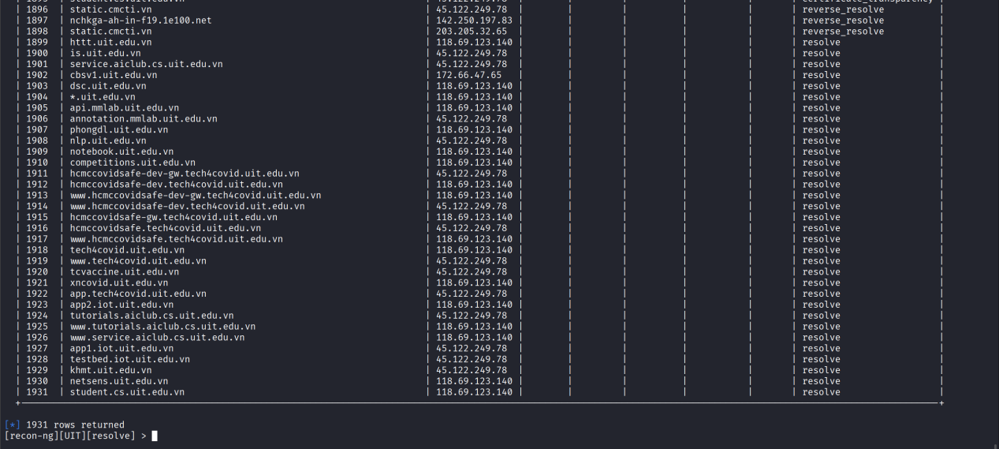 | 1895 | student.cs.uit.edu.vn | 45.122.249.78 | | | | | | certificate_transparency |
| 1896 | static.cmcti.vn | 45.122.249.78 | | | | | | reverse_resolve |
| 1897 | nchkga-ah-in-f19.1e100.net | 142.250.197.83 | | | | | | reverse_resolve |
| 1898 | static.cmcti.vn | 203.205.32.65 | | | | | | reverse_resolve |
| 1899 | httt.uit.edu.vn | 118.69.123.140 | | | | | | resolve |
| 1900 | is.uit.edu.vn | 45.122.249.78 | | | | | | resolve |
| 1901 | service.aiclub.cs.uit.edu.vn | 45.122.249.78 | | | | | | resolve |
| 1902 | cbsv1.uit.edu.vn | 172.66.47.65 | | | | | | resolve |
| 1903 | dsc.uit.edu.vn | 118.69.123.140 | | | | | | resolve |
| 1904 | *.uit.edu.vn | 118.69.123.140 | | | | | | resolve |
| 1905 | api.mmlab.uit.edu.vn | 118.69.123.140 | | | | | | resolve |
| 1906 | annotation.mmlab.uit.edu.vn | 45.122.249.78 | | | | | | resolve |
| 1907 | phongdl.uit.edu.vn | 118.69.123.140 | | | | | | resolve |
| 1908 | nlp.uit.edu.vn | 45.122.249.78 | | | | | | resolve |
| 1909 | notebook.uit.edu.vn | 118.69.123.140 | | | | | | resolve |
| 1910 | competitions.uit.edu.vn | 118.69.123.140 | | | | | | resolve |
| 1911 | hcmccovidsafe-dev-gw.tech4covid.uit.edu.vn | 45.122.249.78 | | | | | | resolve |
| 1912 | hcmccovidsafe-dev.tech4covid.uit.edu.vn | 118.69.123.140 | | | | | | resolve |
| 1913 | www.hcmccovidsafe-dev-gw.tech4covid.uit.edu.vn | 118.69.123.140 | | | | | | resolve |
| 1914 | www.hcmccovidsafe-dev.tech4covid.uit.edu.vn | 45.122.249.78 | | | | | | resolve |
| 1915 | hcmccovidsafe-gw.tech4covid.uit.edu.vn | 118.69.123.140 | | | | | | resolve |
| 1916 | hcmccovidsafe.tech4covid.uit.edu.vn | 45.122.249.78 | | | | | | resolve |
| 1917 | www.hcmccovidsafe.tech4covid.uit.edu.vn | 118.69.123.140 | | | | | | resolve |
| 1918 | tech4covid.uit.edu.vn | 118.69.123.140 | | | | | | resolve |
| 1919 | www.tech4covid.uit.edu.vn | 45.122.249.78 | | | | | | resolve |
| 1920 | tcvaccine.uit.edu.vn | 45.122.249.78 | | | | | | resolve |
| 1921 | xncovid.uit.edu.vn | 118.69.123.140 | | | | | | resolve |
| 1922 | app.tech4covid.uit.edu.vn | 45.122.249.78 | | | | | | resolve |
| 1923 | app2.iot.uit.edu.vn | 118.69.123.140 | | | | | | resolve |
| 1924 | tutorials.aiclub.cs.uit.edu.vn | 45.122.249.78 | | | | | | resolve |
| 1925 | www.tutorials.aiclub.cs.uit.edu.vn | 118.69.123.140 | | | | | | resolve |
| 1926 | www.service.aiclub.cs.uit.edu.vn | 118.69.123.140 | | | | | | resolve |
| 1927 | app1.iot.uit.edu.vn | 45.122.249.78 | | | | | | resolve |
| 1928 | testbed.iot.uit.edu.vn | 45.122.249.78 | | | | | | resolve |
| 1929 | khmt.uit.edu.vn | 45.122.249.78 | | | | | | resolve |
| 1930 | netsens.uit.edu.vn | 118.69.123.140 | | | | | | resolve |
| 1931 | student.cs.uit.edu.vn | 118.69.123.140 | | | | | | resolve |
[*] 1931 rows returned
[recon-ng][UIT][resolve] >